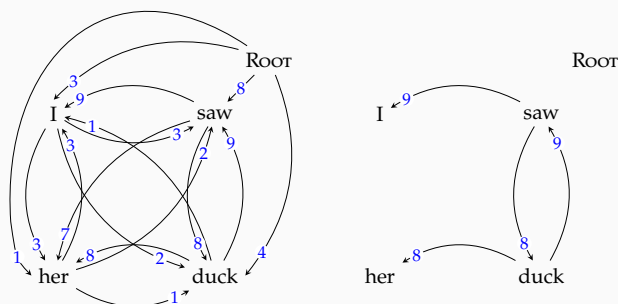 ROOT ROOT
3
9 8 9
I saw I saw
1 3
3 2 9 9
7
3 8 2 8 8 8
1 4
her duck her duck
1